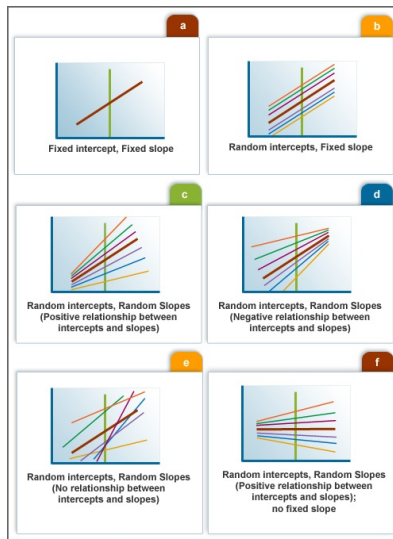 a
b
Fixed intercept, Fixed slope
Random intercepts, Fixed slope
c
d
Random intercepts, Random Slopes
(Positive relationship between
intercepts and slopes)
Random intercepts, Random Slopes
(Negative relationship between
intercepts and slopes)
e
f
Random intercepts, Random Slopes
(No relationship between
intercepts and slopes)
Random intercepts, Random Slopes
(Positive relationship between
intercepts and slopes);
no fixed slope